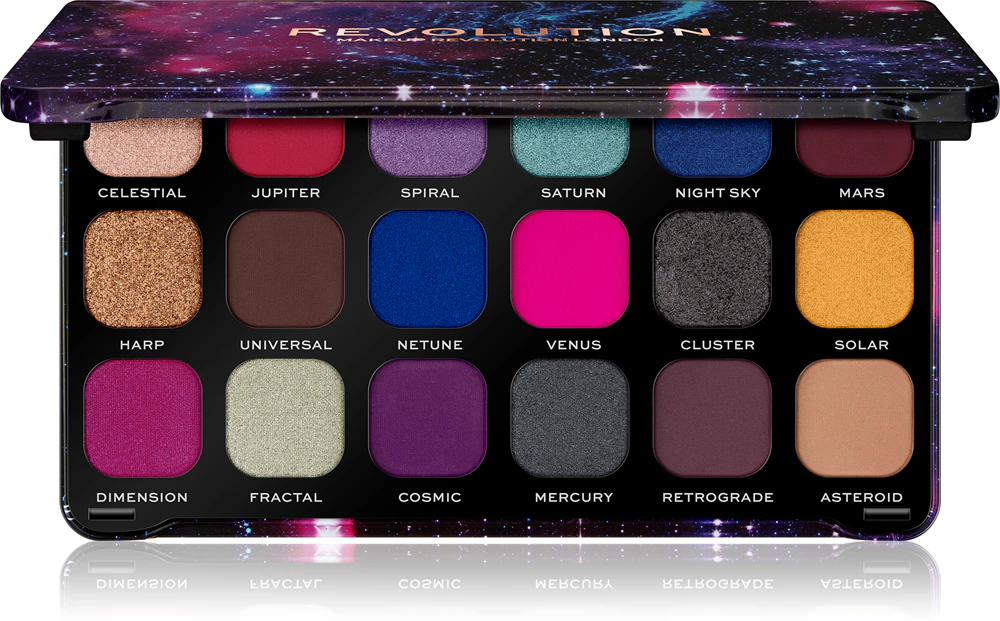 REVOLUTION
MAKEUP REVOLUTION LONDON
CELESTIAL JUPITER SPIRAL SATURN NIGHT SKY MARS
HARP UNIVERSAL NETUNE VENUS CLUSTER SOLAR
DIMENSION FRACTAL COSMIC MERCURY RETROGRADE ASTEROID